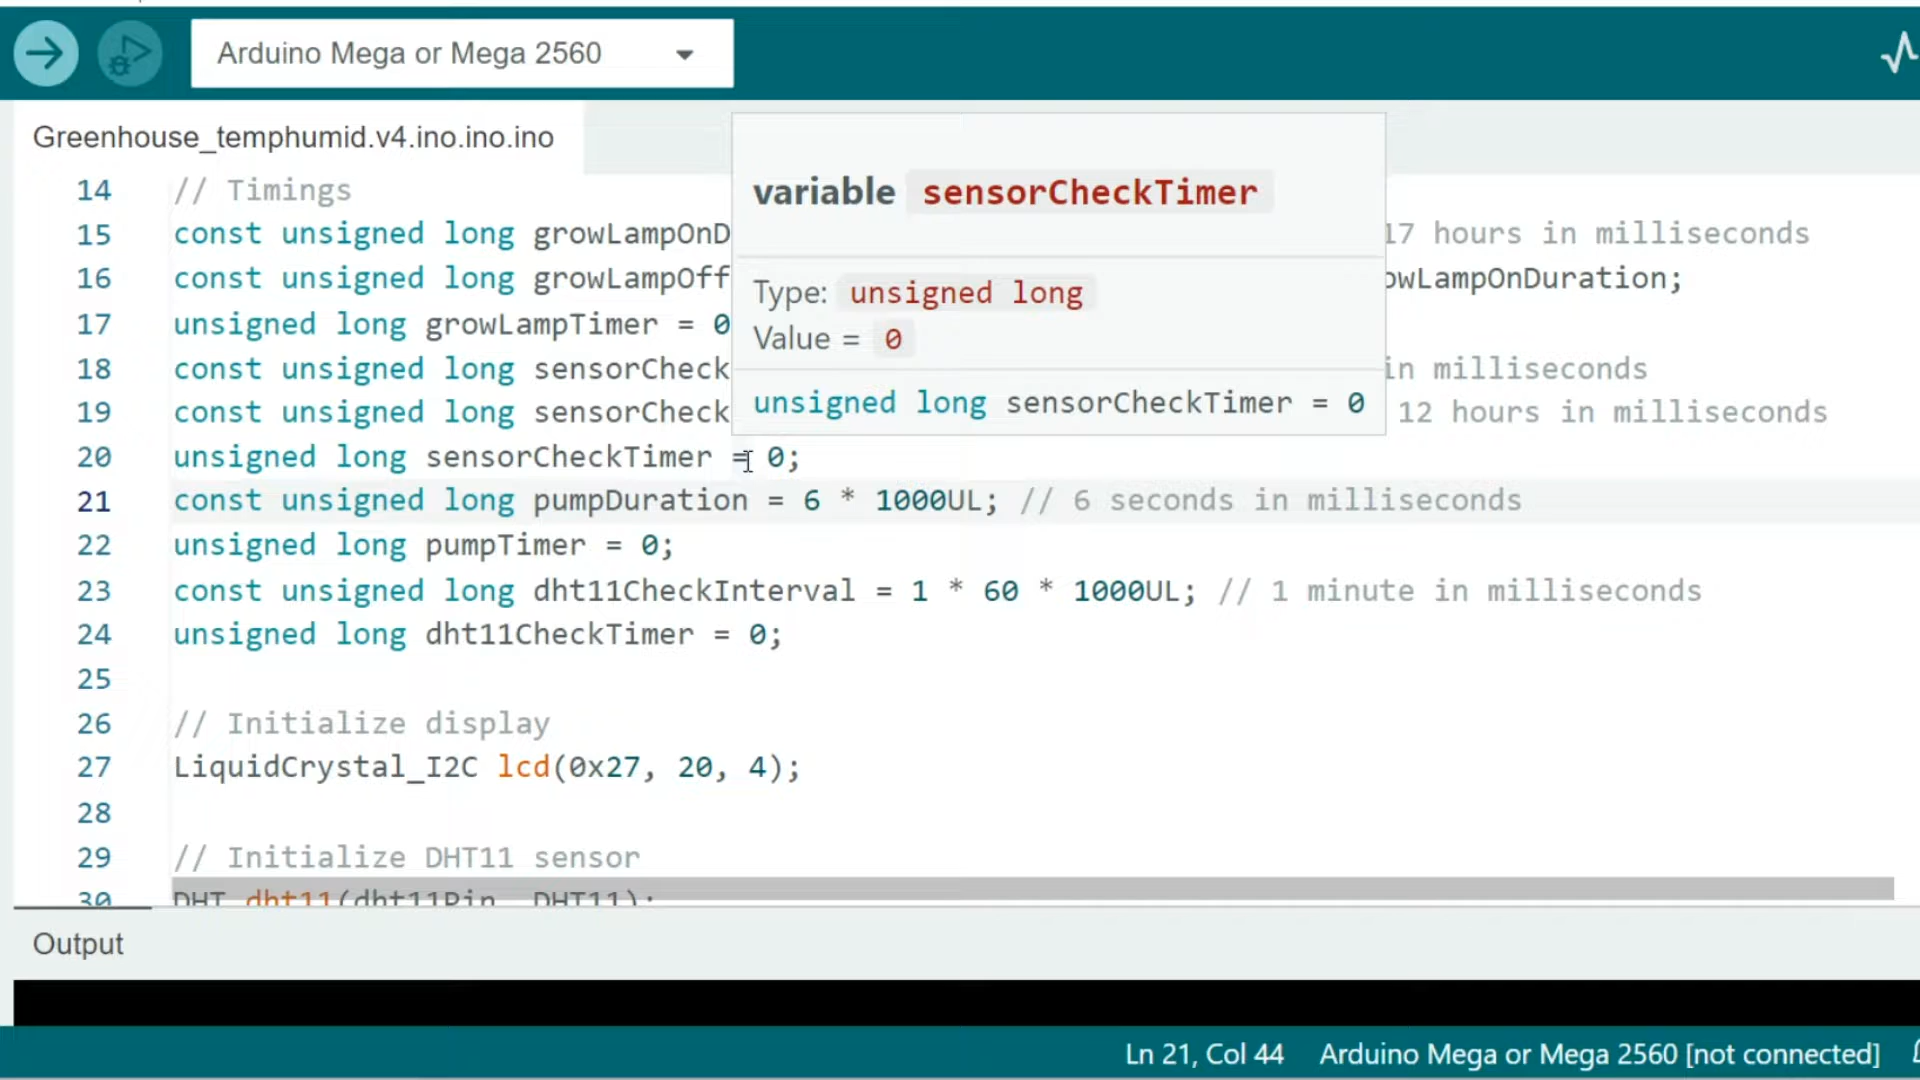 Arduino Mega or Mega 2560
Greenhouse_temphumid.v4.ino.ino.ino
variable sensorCheckTimer
Type: unsigned long
Value = 0
unsigned long sensorCheckTimer = 0
14 // Timings
15 const unsigned long growLampOnD 17 hours in milliseconds
16 const unsigned long growLampOff owLampOnDuration;
17 unsigned long growLampTimer = 0
18 const unsigned long sensorCheck in milliseconds
19 const unsigned long sensorCheck 12 hours in milliseconds
20 unsigned long sensorCheckTimer = 0;
21 const unsigned long pumpDuration = 6 * 1000UL; // 6 seconds in milliseconds
22 unsigned long pumpTimer = 0;
23 const unsigned long dht11CheckInterval = 1 * 60 * 1000UL; // 1 minute in milliseconds
24 unsigned long dht11CheckTimer = 0;
25
26 // Initialize display
27 LiquidCrystal_I2C lcd(0x27, 20, 4);
28
29 // Initialize DHT11 sensor
30 DHT dht11(dht11Pin, DHT11);
Output
Ln 21, Col 44 Arduino Mega or Mega 2560 [not connected]